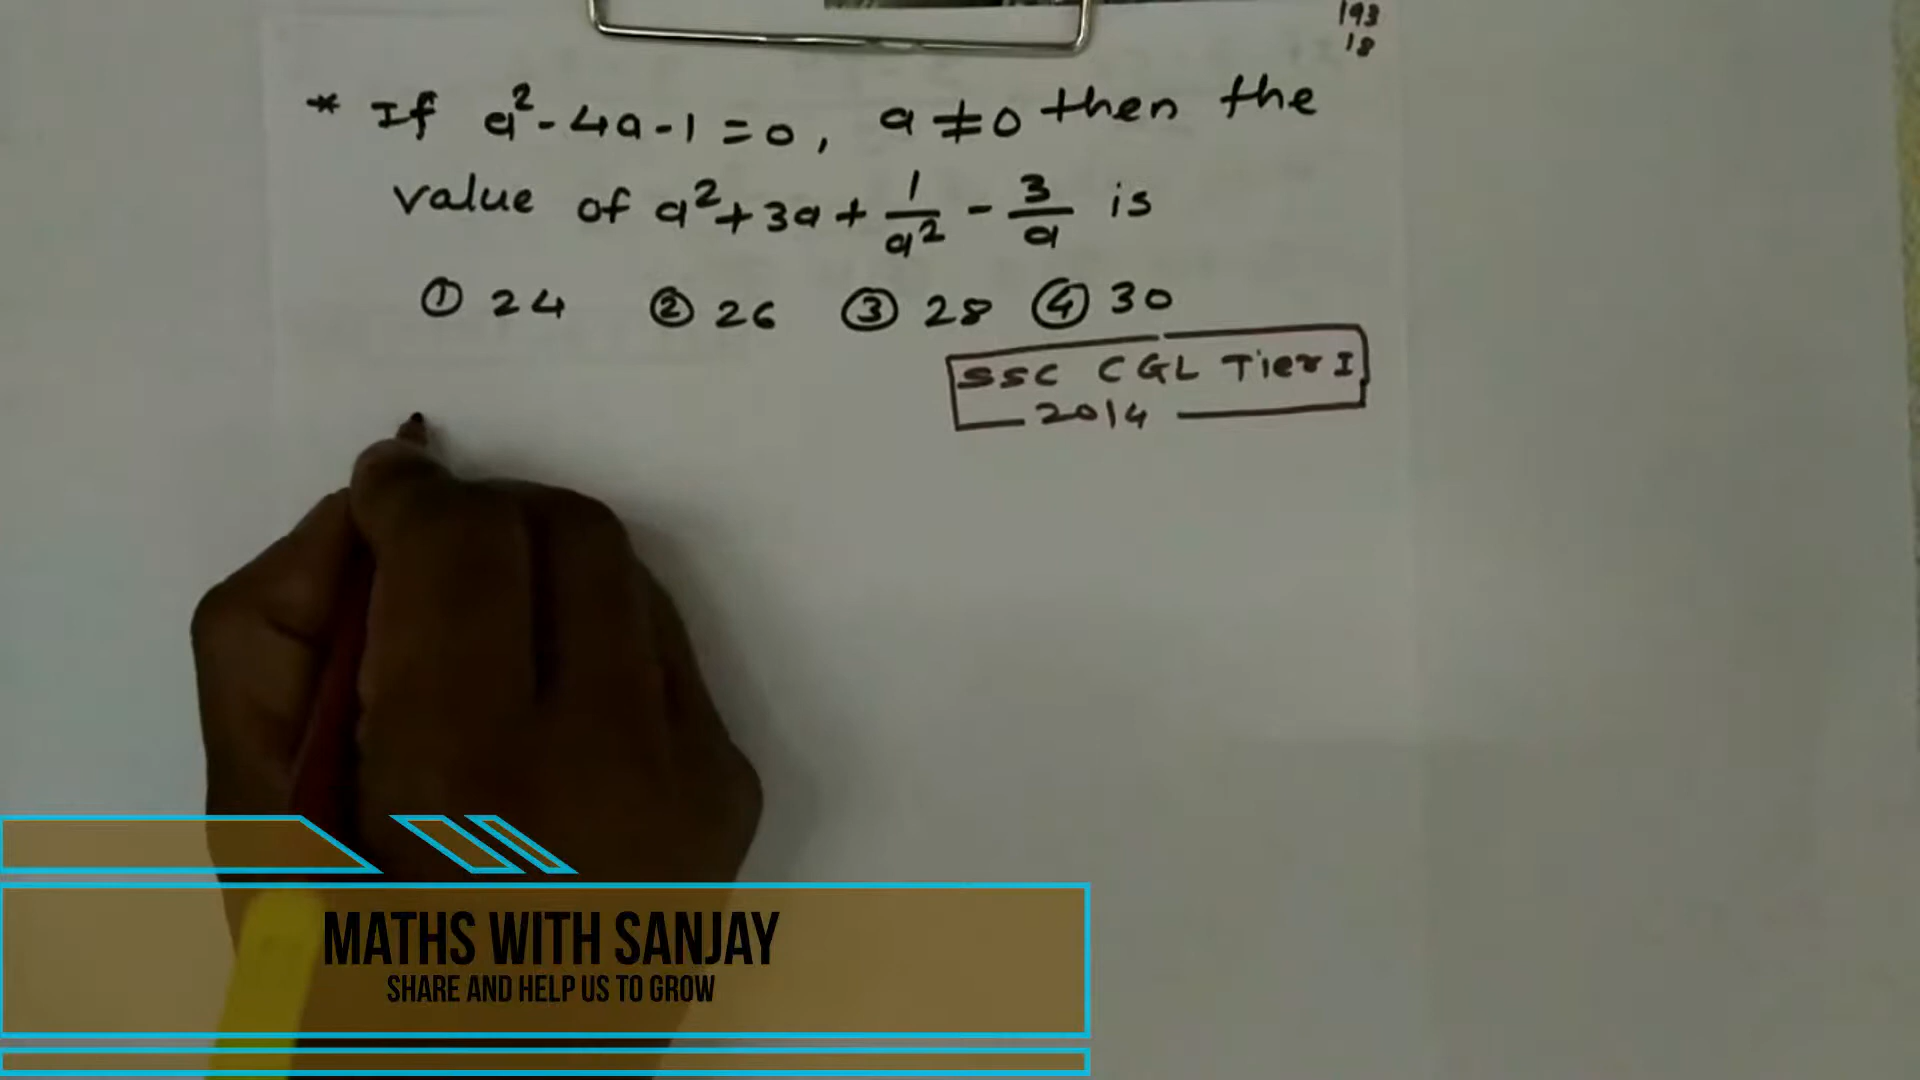 193
18
* If a²-4a-1=0, a≠0 then the
value of a²+3a+1/a²-3/a is
① 24 ② 26 ③ 28 ④ 30
SSC CGL Tier I
2014
MATHS WITH SANJAY
SHARE AND HELP US TO GROW